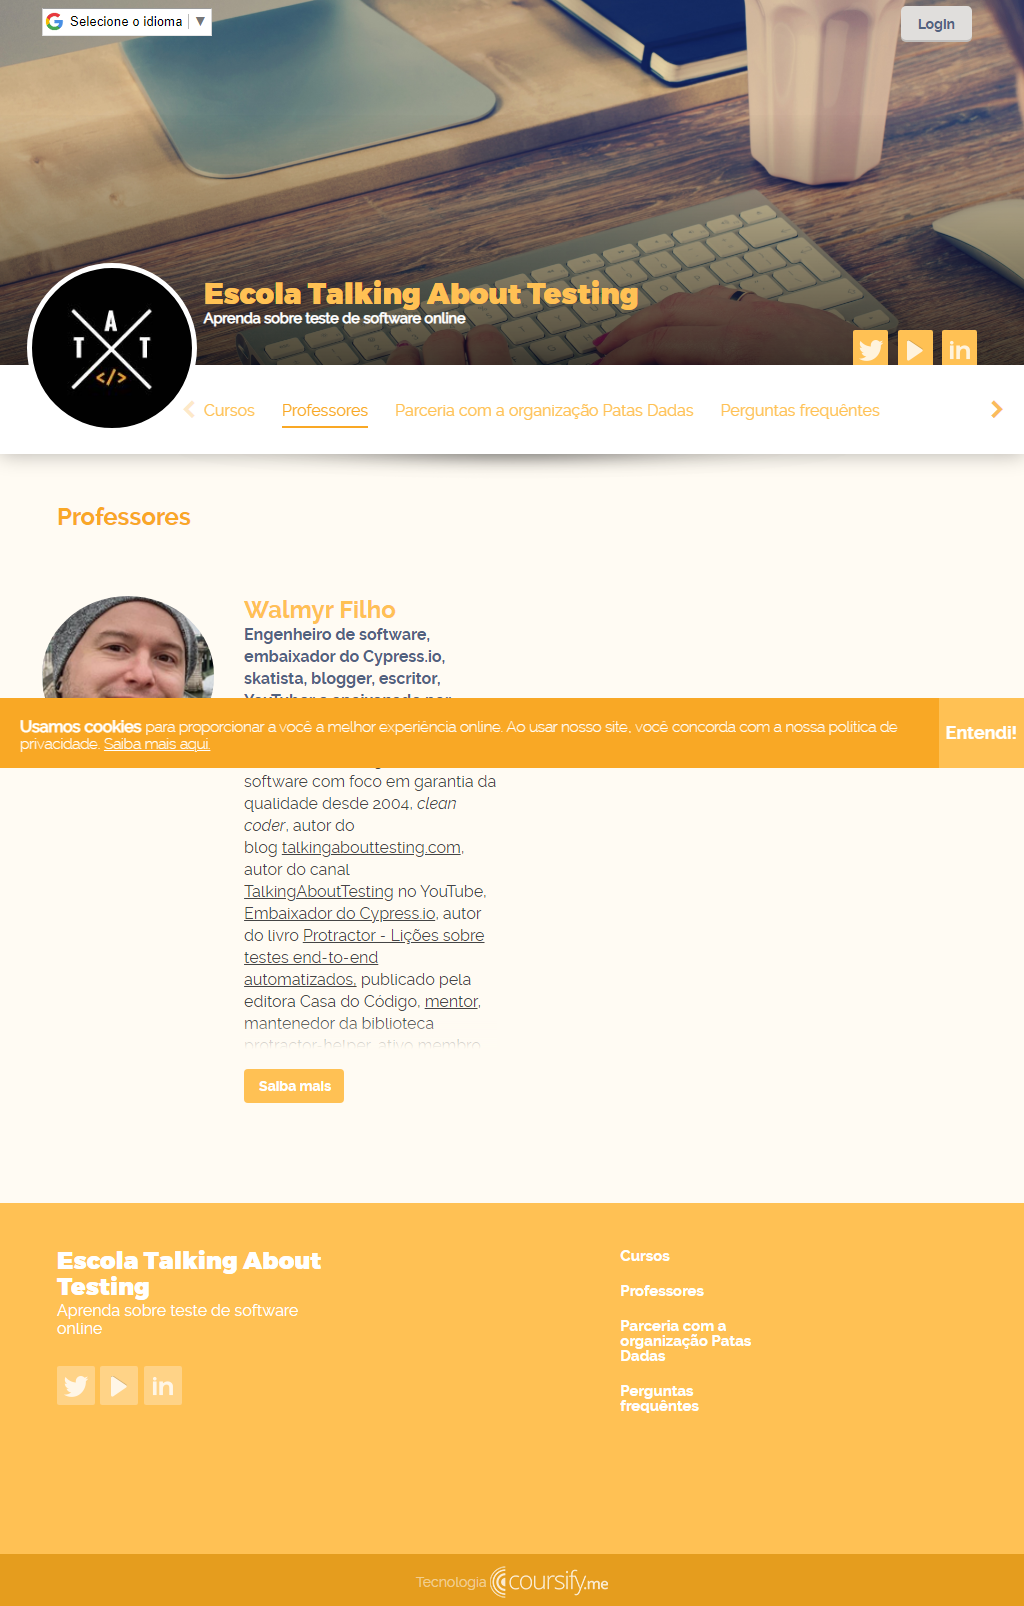 Selecione o idioma ▼
Login
A
T T
</>
Escola Talking About Testing
Aprenda sobre teste de software online
in
Cursos Professores Parceria com a organização Patas Dadas Perguntas frequêntes
Professores
Walmyr Filho
Engenheiro de software,
embaixador do Cypress.io,
skatista, blogger, escritor,
Usamos cookies para proporcionar a você a melhor experiência online. Ao usar nosso site, você concorda com a nossa política de
privacidade. Saiba mais aqui.
Entendi!
software com foco em garantia da
qualidade desde 2004, clean
coder, autor do
blog talkingabouttesting.com,
autor do canal
TalkingAboutTesting no YouTube,
Embaixador do Cypress.io, autor
do livro Protractor - Lições sobre
testes end-to-end
automatizados, publicado pela
editora Casa do Código, mentor,
mantenedor da biblioteca
protractor-helper, ativo membro
Saiba mais
Escola Talking About
Testing
Aprenda sobre teste de software
online
in
Cursos
Professores
Parceria com a
organização Patas
Dadas
Perguntas
frequêntes
Tecnologia coursify.me